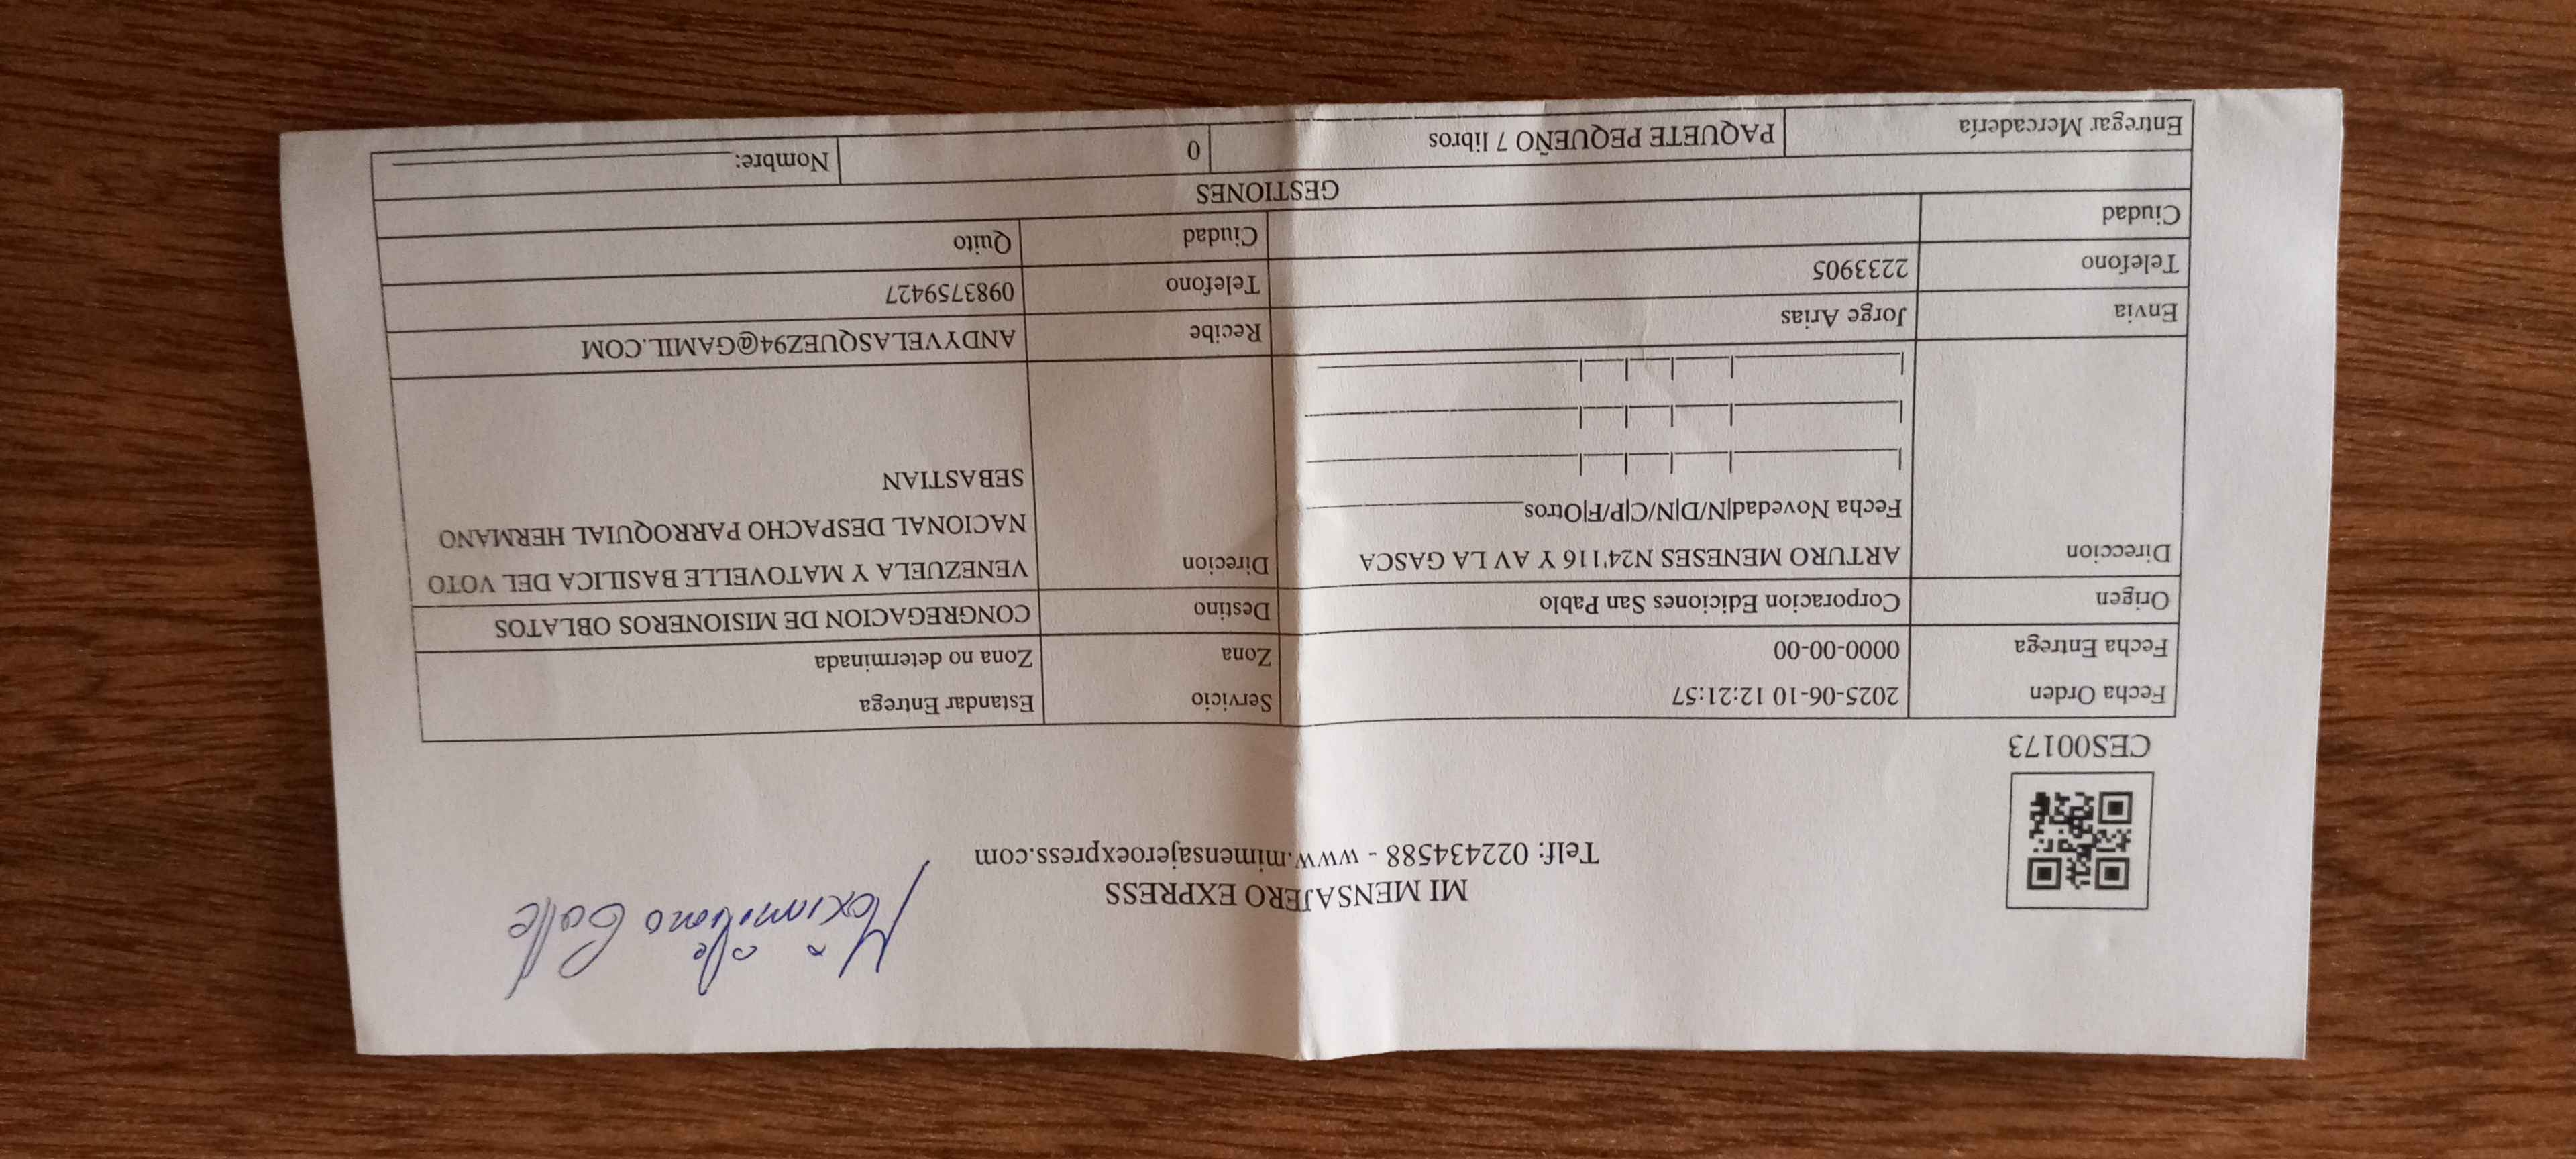 MI MENSAJERO EXPRESS
Telf: 022434588 - www.mimensajeroexpress.com
Maximiliano Calle
CES00173
Fecha Orden 2025-06-10 12:21:57 Servicio Estandar Entrega
Fecha Entrega 0000-00-00 Zona Zona no determinada
Origen Corporacion Ediciones San Pablo Destino CONGREGACION DE MISIONEROS OBLATOS
Direccion ARTURO MENESES N24'116 Y AV LA GASCA Direcion VENEZUELA Y MATOVELLE BASILICA DEL VOTO
Fecha Novedad|N/D|N/C|P/F|Otros NACIONAL DESPACHO PARROQUIAL HERMANO
SEBASTIAN
Envia Jorge Arias Recibe ANDYVELASQUEZ94@GAMIL.COM
Telefono 2233905 Telefono 0983759427
Ciudad Ciudad Quito
GESTIONES
Entregar Mercadería PAQUETE PEQUEÑO 7 libros 0 Nombre: